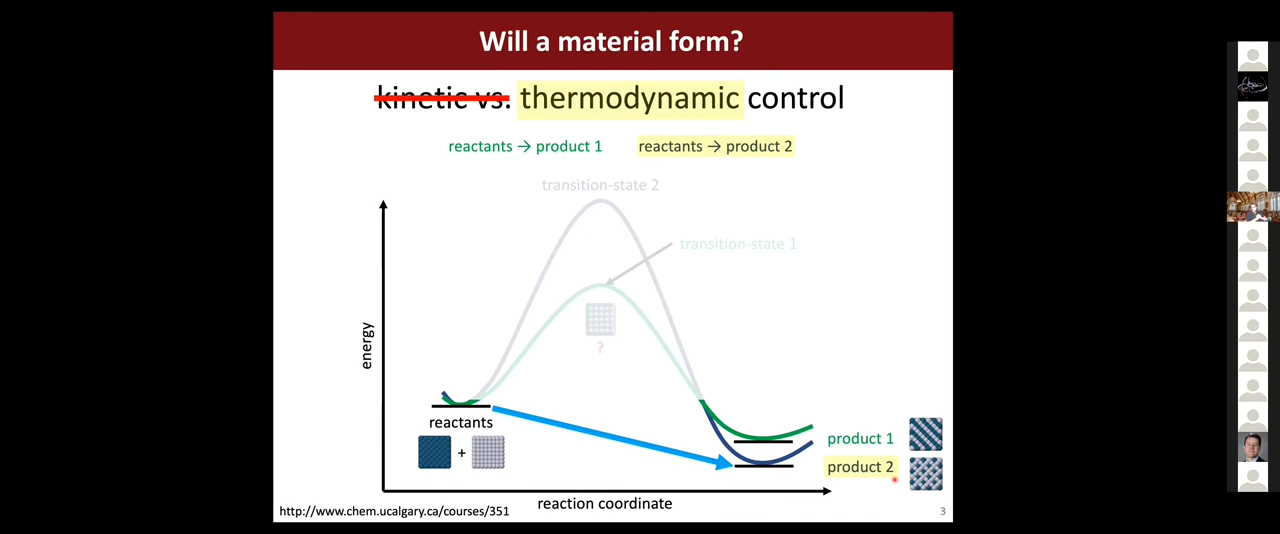 Will a material form?
kinetic vs. thermodynamic control
reactants → product 1
reactants → product 2
transition-state 2
transition-state 1
?
energy
reactants
+
product 1
product 2
reaction coordinate
http://www.chem.ucalgary.ca/courses/351
3